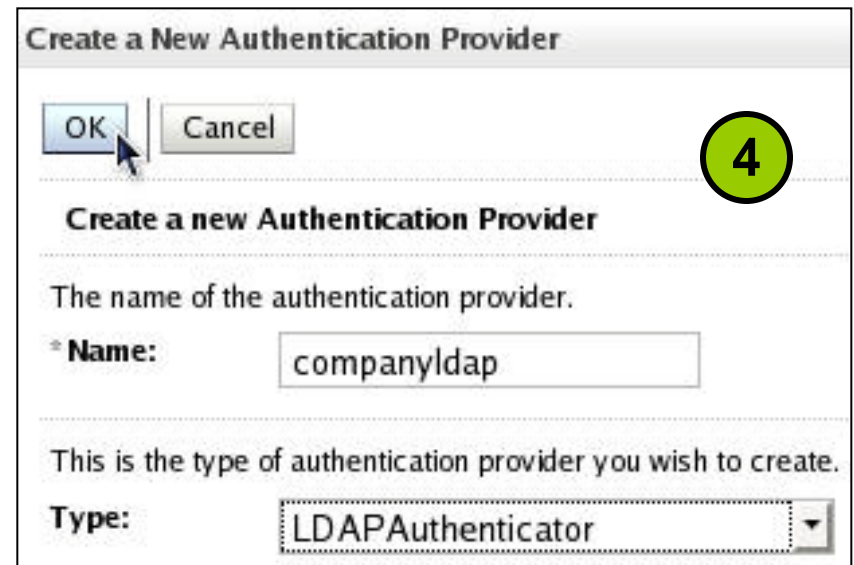 Create a New Authentication Provider
OK Cancel
4
Create a new Authentication Provider
The name of the authentication provider.
* Name: companyldap
This is the type of authentication provider you wish to create.
Type: LDAPAuthenticator